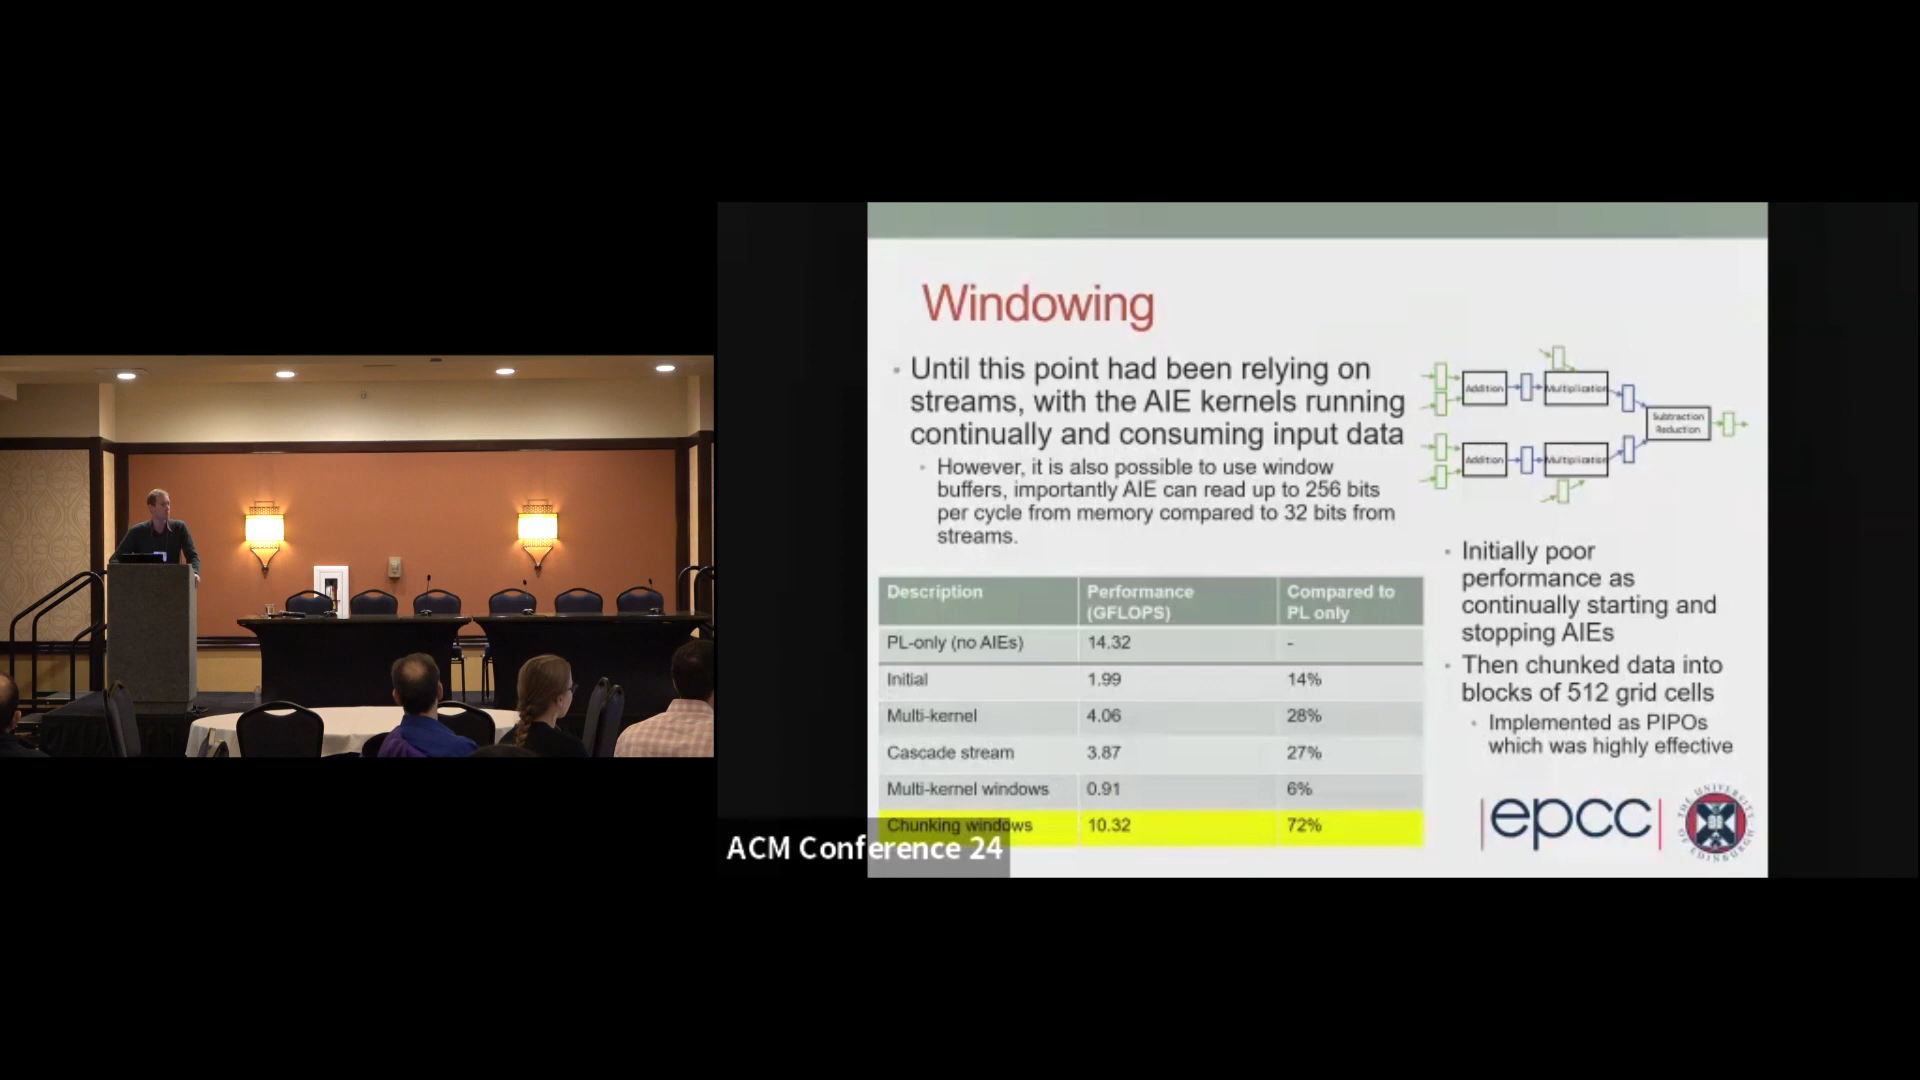 Windowing
Until this point had been relying on
streams, with the AIE kernels running
continually and consuming input data
However, it is also possible to use window
buffers, importantly AIE can read up to 256 bits
per cycle from memory compared to 32 bits from
streams.
Addition
Multiplication
Addition
Multiplication
Subtraction
Reduction
Description Performance (GFLOPS) Compared to PL only
PL-only (no AIEs) 14.32 -
Initial 1.99 14%
Multi-kernel 4.06 28%
Cascade stream 3.87 27%
Multi-kernel windows 0.91 6%
Chunking windows 10.32 72%
Initially poor
performance as
continually starting and
stopping AIEs
Then chunked data into
blocks of 512 grid cells
Implemented as PIPOs
which was highly effective
epcc
THE UNIVERSITY OF EDINBURGH
ACM Conference 24